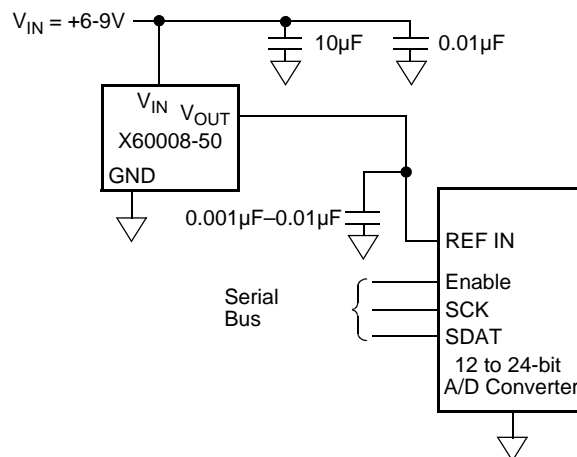 V_IN = +6-9V
10µF
0.01µF
V_IN
V_OUT
X60008-50
GND
0.001µF–0.01µF
REF IN
Enable
Serial
Bus
SCK
SDAT
12 to 24-bit
A/D Converter